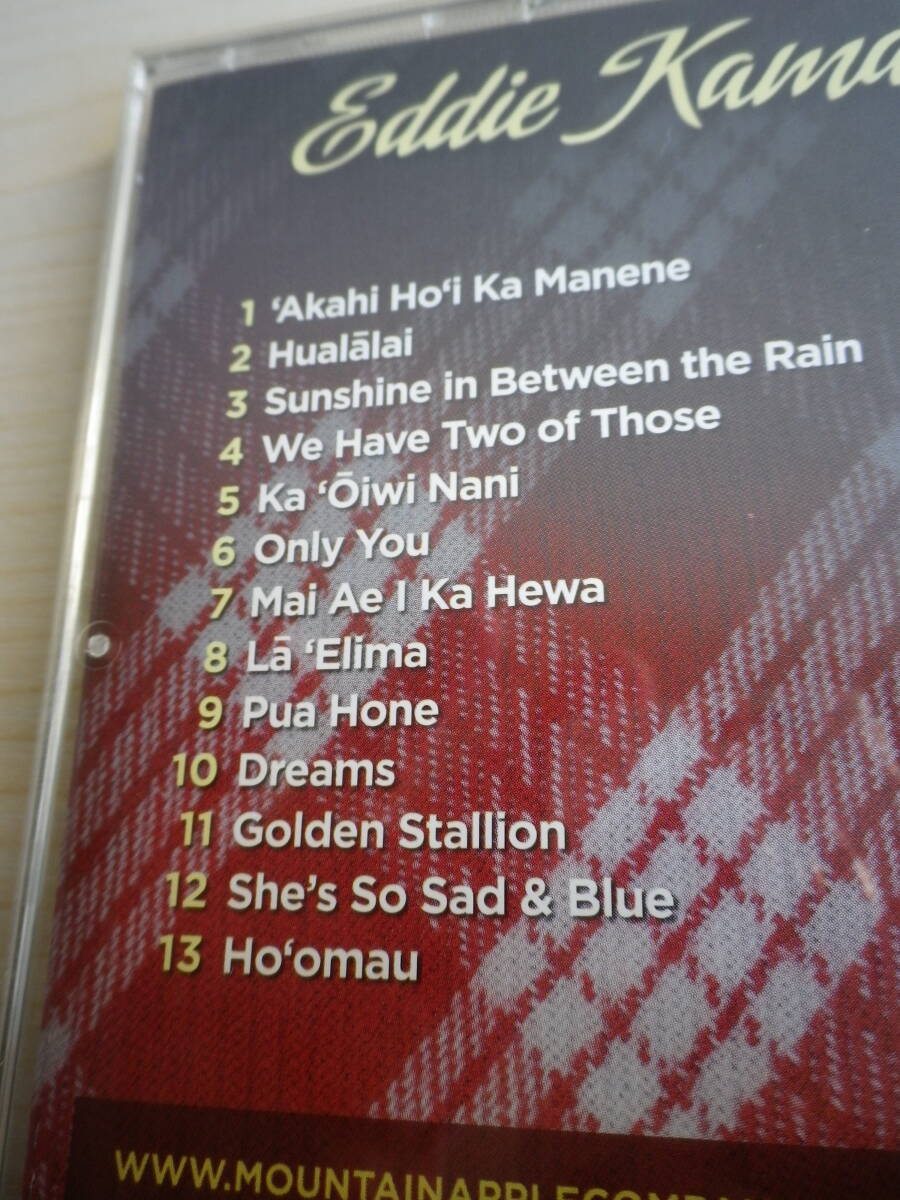 Eddie Kama
1 ‘Akahi Ho‘i Ka Manene
2 Hualālai
3 Sunshine in Between the Rain
4 We Have Two of Those
5 Ka ‘Ōiwi Nani
6 Only You
7 Mai Ae I Ka Hewa
8 Lā ‘Elima
9 Pua Hone
10 Dreams
11 Golden Stallion
12 She’s So Sad & Blue
13 Ho‘omau
WWW.MOUNTAINAPPLECOMPA